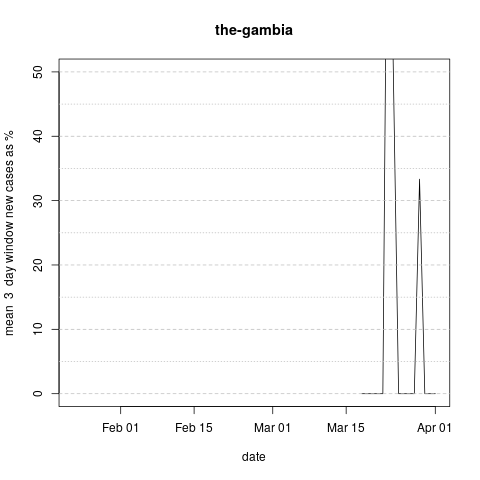 the-gambia
mean 3 day window new cases as %
50
40
30
20
10
0
Feb 01
Feb 15
Mar 01
Mar 15
Apr 01
date